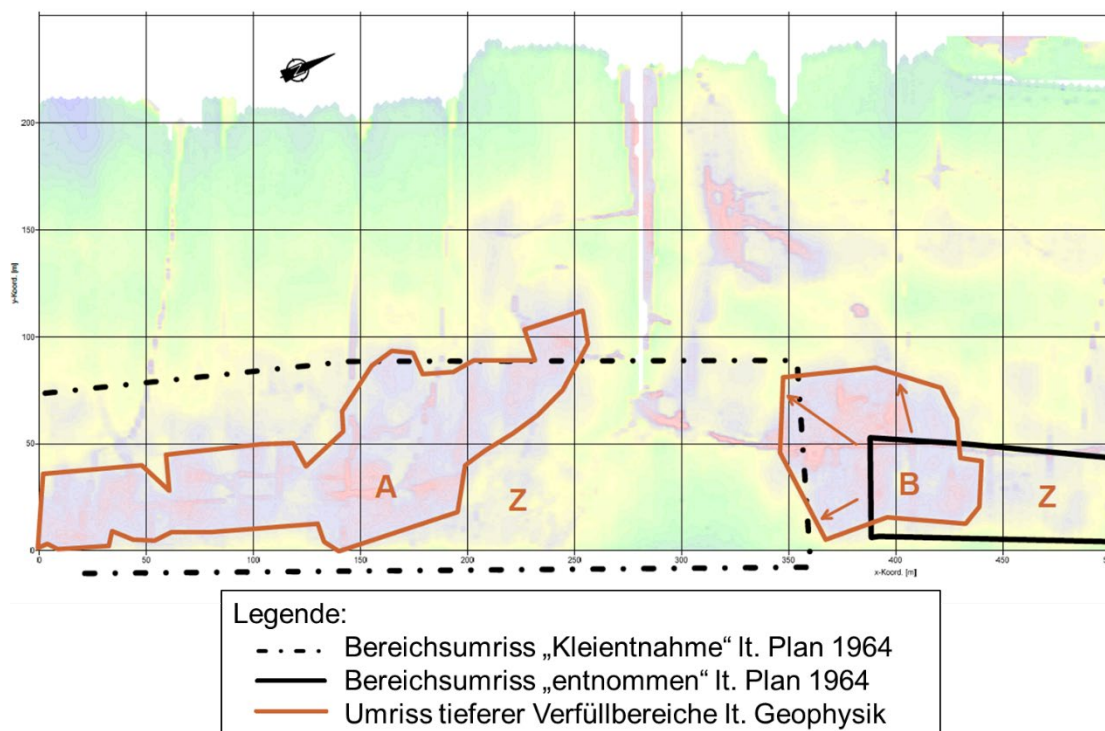 200
150
100
50
0
y-Koord. [m]
A
Z
B
Z
0
50
100
150
200
250
300
350
400
450
x-Koord. [m]
Legende:
Bereichsumriss „Kleientnahme“ lt. Plan 1964
Bereichsumriss „entnommen“ lt. Plan 1964
Umriss tieferer Verfüllbereiche lt. Geophysik